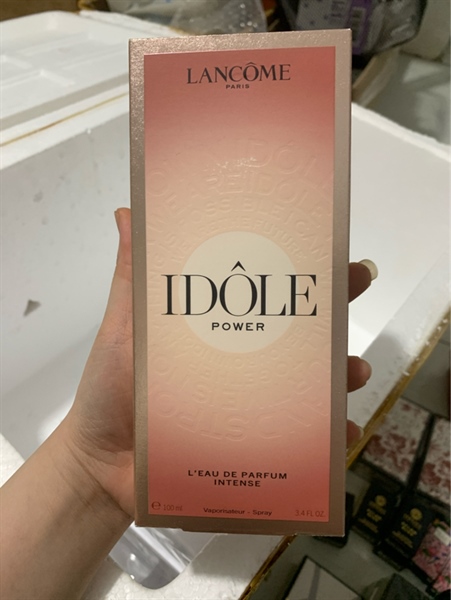 LANCÔME
PARIS
IDÔLE
POWER
L'EAU DE PARFUM
INTENSE
℮ 100 ml Vaporisateur - Spray 3.4 FL OZ